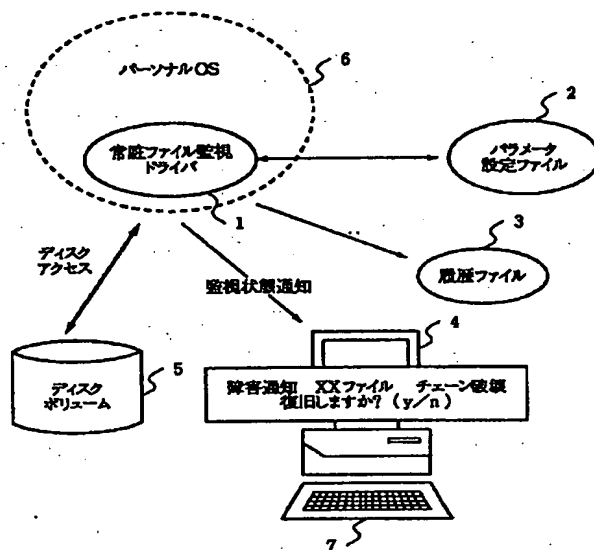 6
パーソナルOS
2
常駐ファイル監視
ドライバ
パラメータ
設定ファイル
1
3
ディスク
アクセス
監視状態通知
履歴ファイル
4
5
ディスク
ボリューム
障害通知 XXファイル チェーン破壊
復旧しますか?(y/n)
7